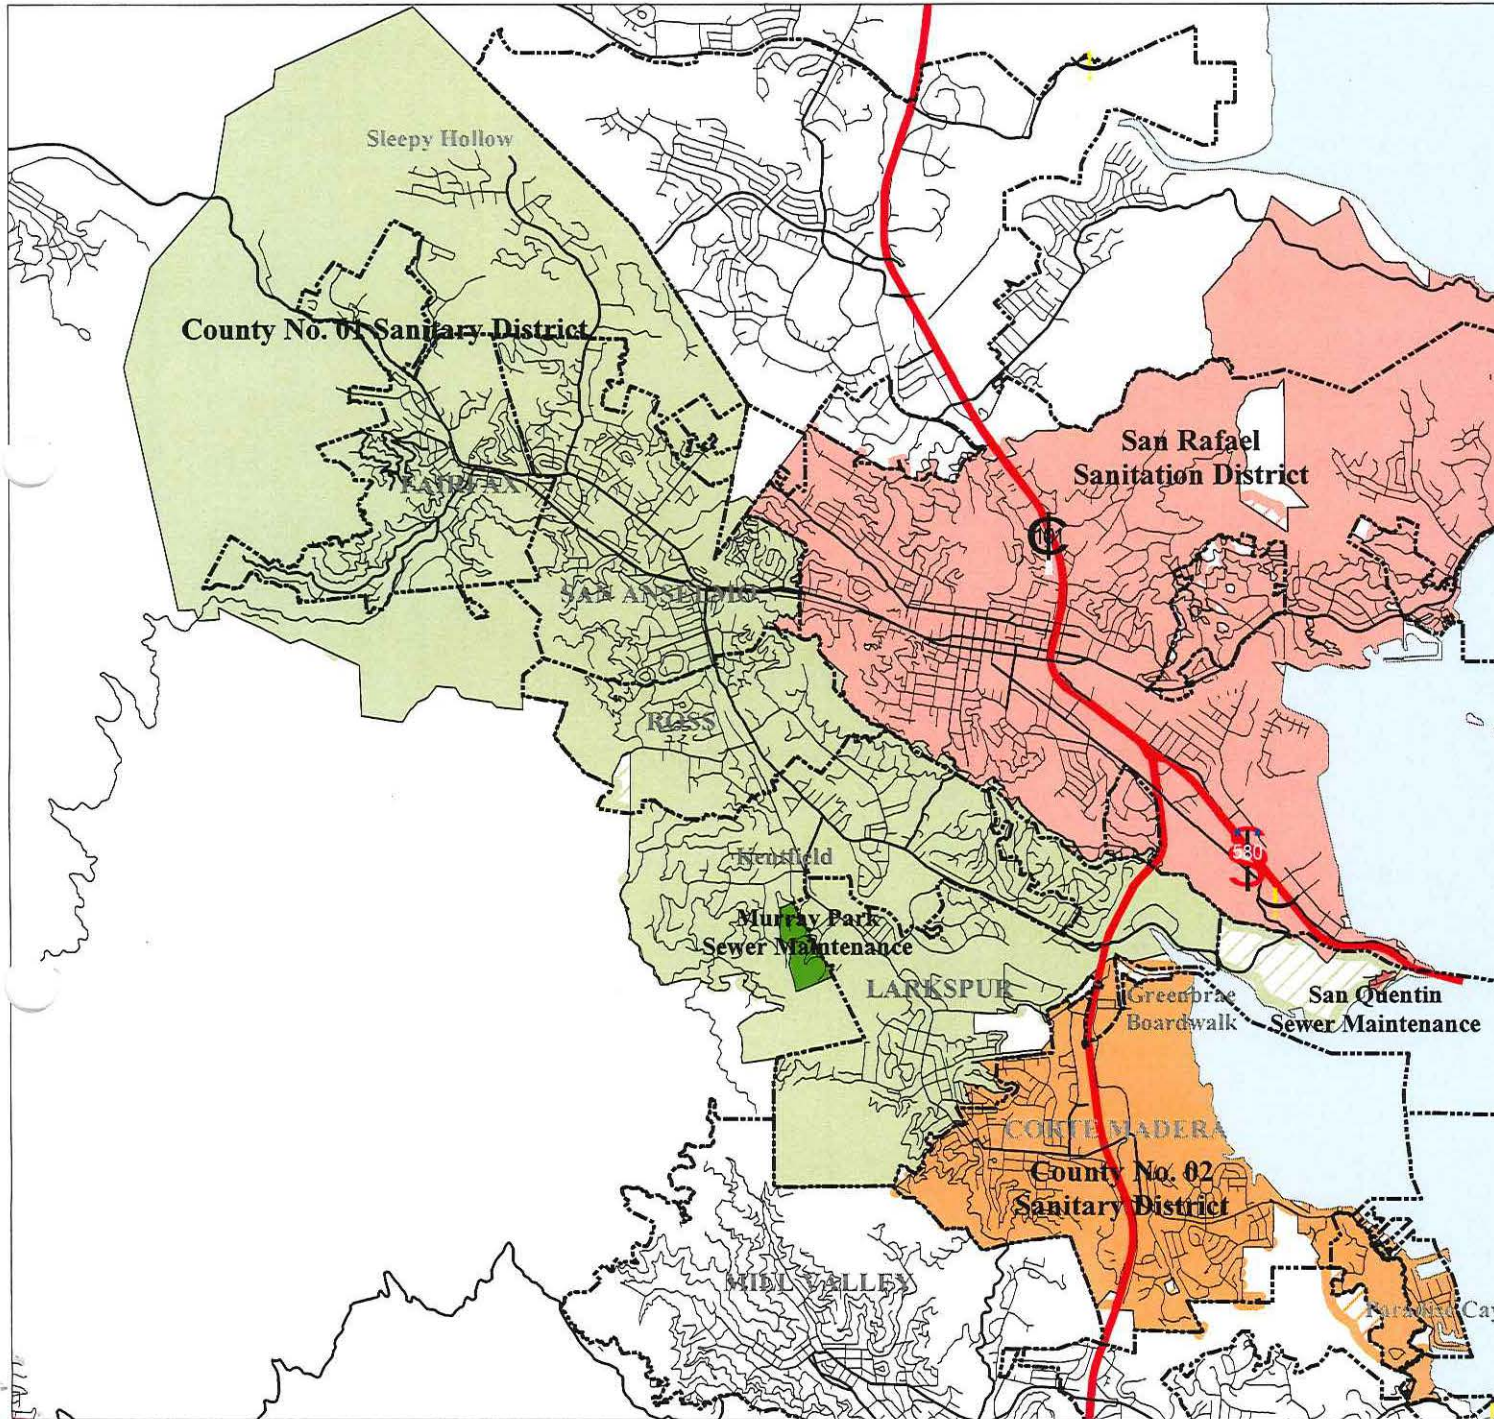 Sleepy Hollow
County No. 01 Sanitary District
San Rafael
Sanitation District
FAIRFAX
101
SAN ANSELMO
ROSS
580
Kentfield
Murray Park
Sewer Maintenance
LARKSPUR
Greenbrae
Boardwalk
San Quentin
Sewer Maintenance
CORTE MADERA
County No. 02
Sanitary District
MILL VALLEY
Paradise Cay